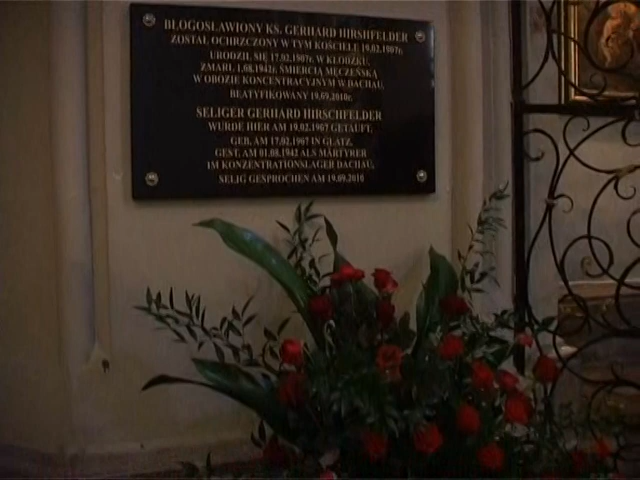 BŁOGOSŁAWIONY KS. GERHARD HIRSHFELDER
ZOSTAŁ OCHRZCZONY W TYM KOŚCIELE 19.02.1907r.
URODZIŁ SIĘ 17.02.1907r. W KŁODZKU,
ZMARŁ 1.08.1942r. ŚMIERCIĄ MĘCZEŃSKĄ
W OBOZIE KONCENTRACYJNYM W DACHAU,
BEATYFIKOWANY 19.09.2010r.
SELIGER GERHARD HIRSCHFELDER
WURDE HIER AM 19.02.1907 GETAUFT,
GEB. AM 17.02.1907 IN GLATZ,
GEST. AM 01.08.1942 ALS MÄRTYRER
IM KONZENTRATIONSLAGER DACHAU,
SELIG GESPROCHEN AM 19.09.2010